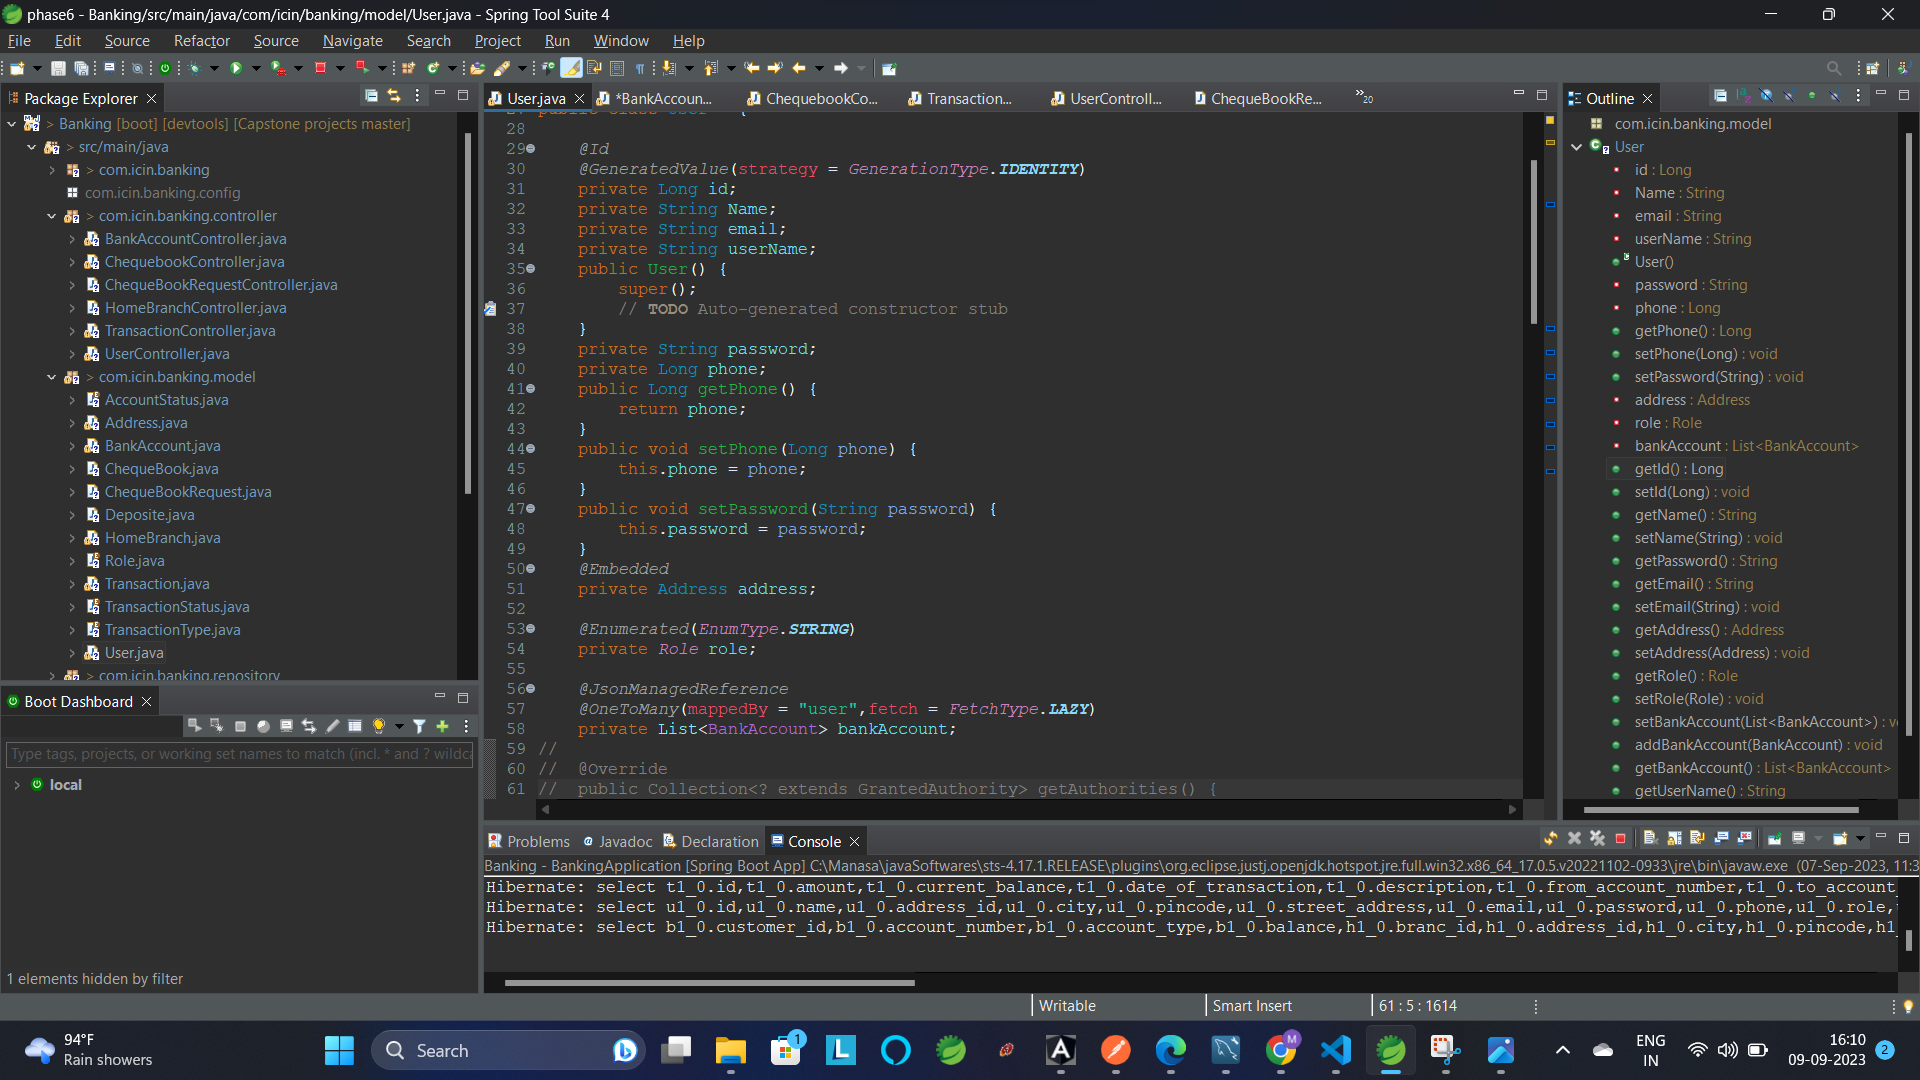 phase6 - Banking/src/main/java/com/icin/banking/model/User.java - Spring Tool Suite 4
File Edit Source Refactor Source Navigate Search Project Run Window Help
Package Explorer
> Banking [boot] [devtools] [Capstone projects master]
> src/main/java
> com.icin.banking
com.icin.banking.config
> com.icin.banking.controller
BankAccountController.java
ChequebookController.java
ChequeBookRequestController.java
HomeBranchController.java
TransactionController.java
UserController.java
> com.icin.banking.model
AccountStatus.java
Address.java
BankAccount.java
ChequeBook.java
ChequeBookRequest.java
Deposite.java
HomeBranch.java
Role.java
Transaction.java
TransactionStatus.java
TransactionType.java
User.java
> com.icin.banking.repository
Boot Dashboard
Type tags, projects, or working set names to match (incl. * and ? wildca
local
1 elements hidden by filter
User.java *BankAccoun... ChequebookCo... Transaction... UserControll... ChequeBookRe... »20
28
29 @Id
30 @GeneratedValue(strategy = GenerationType.IDENTITY)
31 private Long id;
32 private String Name;
33 private String email;
34 private String userName;
35 public User() {
36 super();
37 // TODO Auto-generated constructor stub
38 }
39 private String password;
40 private Long phone;
41 public Long getPhone() {
42 return phone;
43 }
44 public void setPhone(Long phone) {
45 this.phone = phone;
46 }
47 public void setPassword(String password) {
48 this.password = password;
49 }
50 @Embedded
51 private Address address;
52
53 @Enumerated(EnumType.STRING)
54 private Role role;
55
56 @JsonManagedReference
57 @OneToMany(mappedBy = "user",fetch = FetchType.LAZY)
58 private List<BankAccount> bankAccount;
59 //
60 // @Override
61 // public Collection<? extends GrantedAuthority> getAuthorities() {
Outline
com.icin.banking.model
User
id : Long
Name : String
email : String
userName : String
User()
password : String
phone : Long
getPhone() : Long
setPhone(Long) : void
setPassword(String) : void
address : Address
role : Role
bankAccount : List<BankAccount>
getId() : Long
setId(Long) : void
getName() : String
setName(String) : void
getPassword() : String
getEmail() : String
setEmail(String) : void
getAddress() : Address
setAddress(Address) : void
getRole() : Role
setRole(Role) : void
setBankAccount(List<BankAccount>) : v
addBankAccount(BankAccount) : void
getBankAccount() : List<BankAccount>
getUserName() : String
Problems Javadoc Declaration Console
Banking - BankingApplication [Spring Boot App] C:\Manasa\javaSoftwares\sts-4.17.1.RELEASE\plugins\org.eclipse.justj.openjdk.hotspot.jre.full.win32.x86_64_17.0.5.v20221102-0933\jre\bin\javaw.exe (07-Sep-2023, 11:3
Hibernate: select t1_0.id,t1_0.amount,t1_0.current_balance,t1_0.date_of_transaction,t1_0.description,t1_0.from_account_number,t1_0.to_account_
Hibernate: select u1_0.id,u1_0.name,u1_0.address_id,u1_0.city,u1_0.pincode,u1_0.street_address,u1_0.email,u1_0.password,u1_0.phone,u1_0.role,
Hibernate: select b1_0.customer_id,b1_0.account_number,b1_0.account_type,b1_0.balance,h1_0.branc_id,h1_0.address_id,h1_0.city,h1_0.pincode,h1_
Writable Smart Insert 61 : 5 : 1614
94°F
Rain showers
Search
1
L
M
ENG
IN
16:10
09-09-2023
2